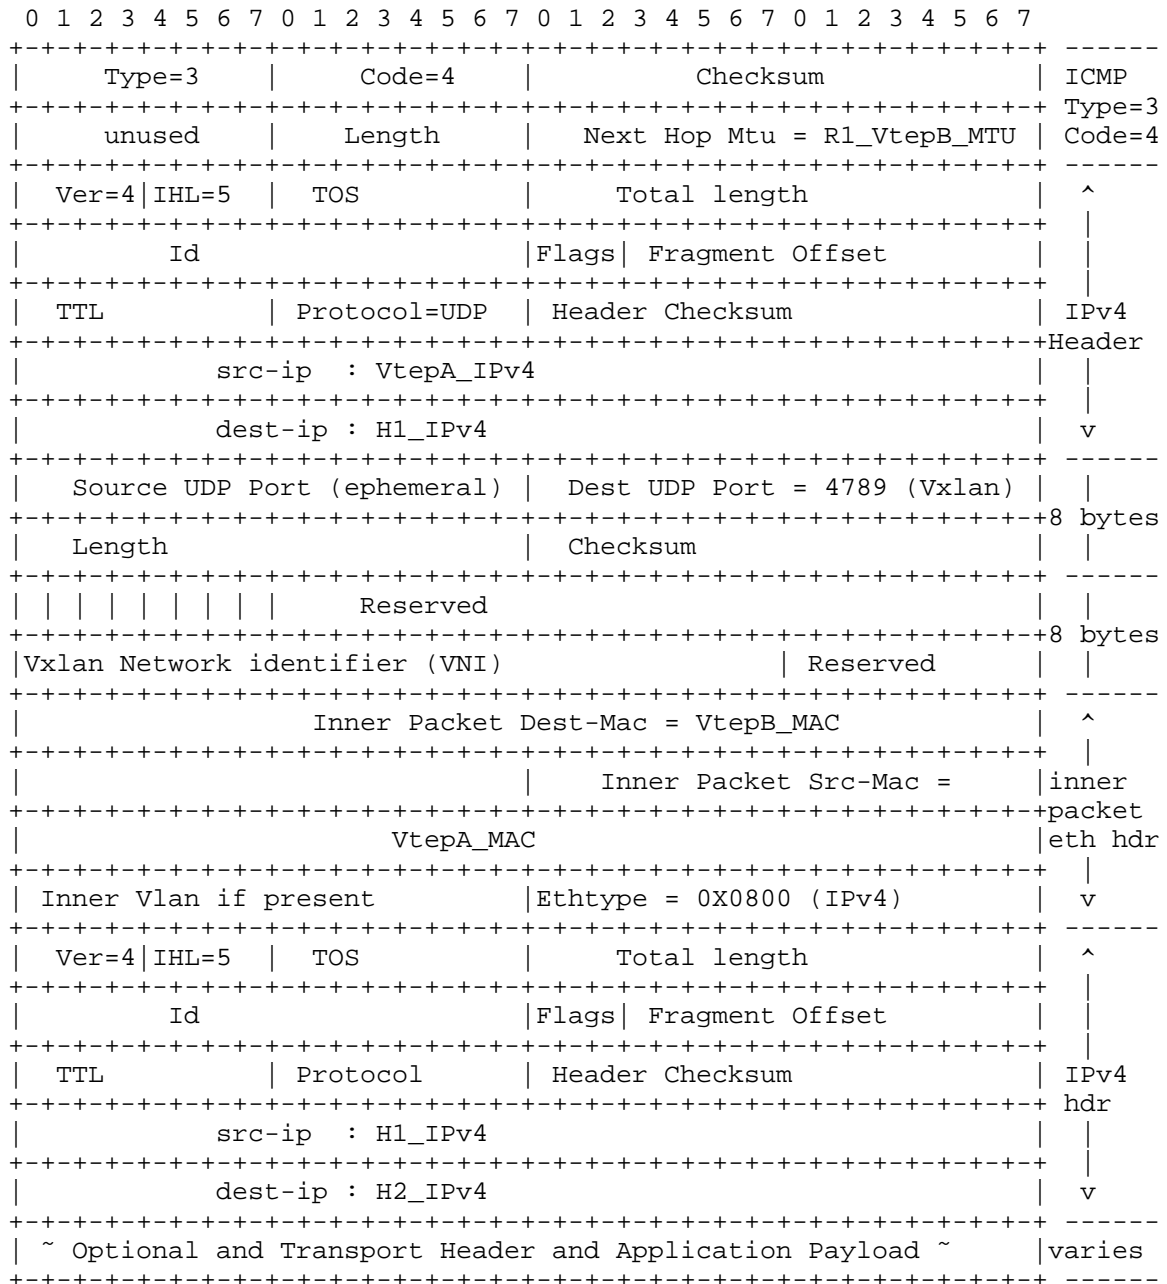 0 1 2 3 4 5 6 7 0 1 2 3 4 5 6 7 0 1 2 3 4 5 6 7 0 1 2 3 4 5 6 7
+-+-+-+-+-+-+-+-+-+-+-+-+-+-+-+-+-+-+-+-+-+-+-+-+-+-+-+-+-+-+-+-+ ------
|     Type=3    |     Code=4    |          Checksum             | ICMP
+-+-+-+-+-+-+-+-+-+-+-+-+-+-+-+-+-+-+-+-+-+-+-+-+-+-+-+-+-+-+-+-+ Type=3
|     unused    |    Length     |   Next Hop Mtu = R1_VtepB_MTU | Code=4
+-+-+-+-+-+-+-+-+-+-+-+-+-+-+-+-+-+-+-+-+-+-+-+-+-+-+-+-+-+-+-+-+ ------
|  Ver=4|IHL=5  |  TOS          |     Total length              |  ^
+-+-+-+-+-+-+-+-+-+-+-+-+-+-+-+-+-+-+-+-+-+-+-+-+-+-+-+-+-+-+-+-+  |
|         Id                    |Flags| Fragment Offset         |  |
+-+-+-+-+-+-+-+-+-+-+-+-+-+-+-+-+-+-+-+-+-+-+-+-+-+-+-+-+-+-+-+-+  |
|  TTL          | Protocol=UDP  | Header Checksum               | IPv4
+-+-+-+-+-+-+-+-+-+-+-+-+-+-+-+-+-+-+-+-+-+-+-+-+-+-+-+-+-+-+-+-+Header
|            src-ip  : VtepA_IPv4                               |  |
+-+-+-+-+-+-+-+-+-+-+-+-+-+-+-+-+-+-+-+-+-+-+-+-+-+-+-+-+-+-+-+-+  |
|            dest-ip : H1_IPv4                                  |  v
+-+-+-+-+-+-+-+-+-+-+-+-+-+-+-+-+-+-+-+-+-+-+-+-+-+-+-+-+-+-+-+-+ ------
|   Source UDP Port (ephemeral) |  Dest UDP Port = 4789 (Vxlan) |  |
+-+-+-+-+-+-+-+-+-+-+-+-+-+-+-+-+-+-+-+-+-+-+-+-+-+-+-+-+-+-+-+-+8 bytes
|   Length                      |  Checksum                     |  |
+-+-+-+-+-+-+-+-+-+-+-+-+-+-+-+-+-+-+-+-+-+-+-+-+-+-+-+-+-+-+-+-+ ------
| | | | | | | | |     Reserved                                  |  |
+-+-+-+-+-+-+-+-+-+-+-+-+-+-+-+-+-+-+-+-+-+-+-+-+-+-+-+-+-+-+-+-+8 bytes
|Vxlan Network identifier (VNI)                 | Reserved      |  |
+-+-+-+-+-+-+-+-+-+-+-+-+-+-+-+-+-+-+-+-+-+-+-+-+-+-+-+-+-+-+-+-+ ------
|                  Inner Packet Dest-Mac = VtepB_MAC            |  ^
+-+-+-+-+-+-+-+-+-+-+-+-+-+-+-+-+-+-+-+-+-+-+-+-+-+-+-+-+-+-+-+-+  |
|                               |    Inner Packet Src-Mac =     |inner
+-+-+-+-+-+-+-+-+-+-+-+-+-+-+-+-+-+-+-+-+-+-+-+-+-+-+-+-+-+-+-+-+packet
|                       VtepA_MAC                               |eth hdr
+-+-+-+-+-+-+-+-+-+-+-+-+-+-+-+-+-+-+-+-+-+-+-+-+-+-+-+-+-+-+-+-+  |
| Inner Vlan if present         |Ethtype = 0X0800 (IPv4)        |  v
+-+-+-+-+-+-+-+-+-+-+-+-+-+-+-+-+-+-+-+-+-+-+-+-+-+-+-+-+-+-+-+-+ ------
|  Ver=4|IHL=5  |  TOS          |     Total length              |  ^
+-+-+-+-+-+-+-+-+-+-+-+-+-+-+-+-+-+-+-+-+-+-+-+-+-+-+-+-+-+-+-+-+  |
|         Id                    |Flags| Fragment Offset         |  |
+-+-+-+-+-+-+-+-+-+-+-+-+-+-+-+-+-+-+-+-+-+-+-+-+-+-+-+-+-+-+-+-+  |
|  TTL          | Protocol      | Header Checksum               | IPv4
+-+-+-+-+-+-+-+-+-+-+-+-+-+-+-+-+-+-+-+-+-+-+-+-+-+-+-+-+-+-+-+-+ hdr
|            src-ip  : H1_IPv4                                  |  |
+-+-+-+-+-+-+-+-+-+-+-+-+-+-+-+-+-+-+-+-+-+-+-+-+-+-+-+-+-+-+-+-+  |
|            dest-ip : H2_IPv4                                  |  v
+-+-+-+-+-+-+-+-+-+-+-+-+-+-+-+-+-+-+-+-+-+-+-+-+-+-+-+-+-+-+-+-+ ------
| ~ Optional and Transport Header and Application Payload ~     |varies
+-+-+-+-+-+-+-+-+-+-+-+-+-+-+-+-+-+-+-+-+-+-+-+-+-+-+-+-+-+-+-+-+ ------